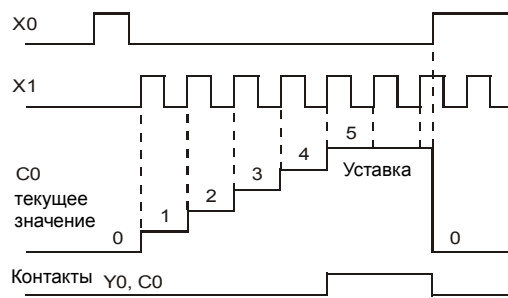 X0
X1
5
4
3
2
1
0
0
Уставка
C0
текущее
значение
Контакты Y0, C0